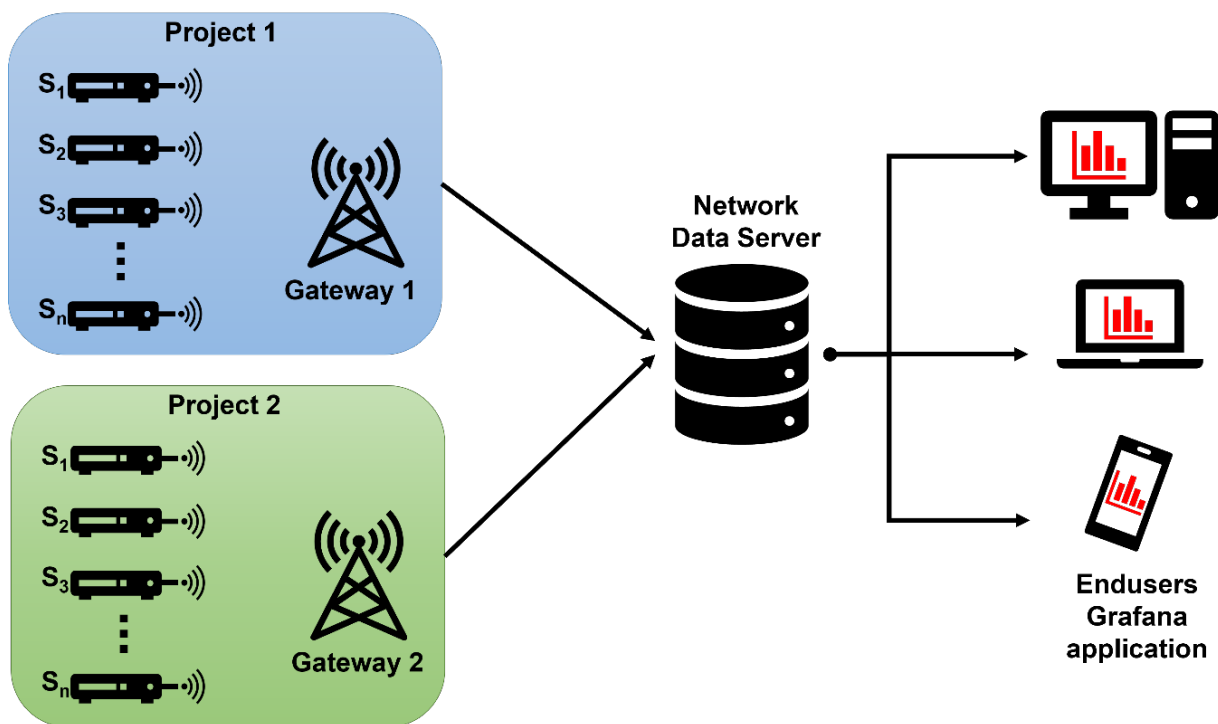 Project 1
S1
S2
S3
Sn
Gateway 1
Project 2
S1
S2
S3
Sn
Gateway 2
Network
Data Server
Endusers
Grafana
application